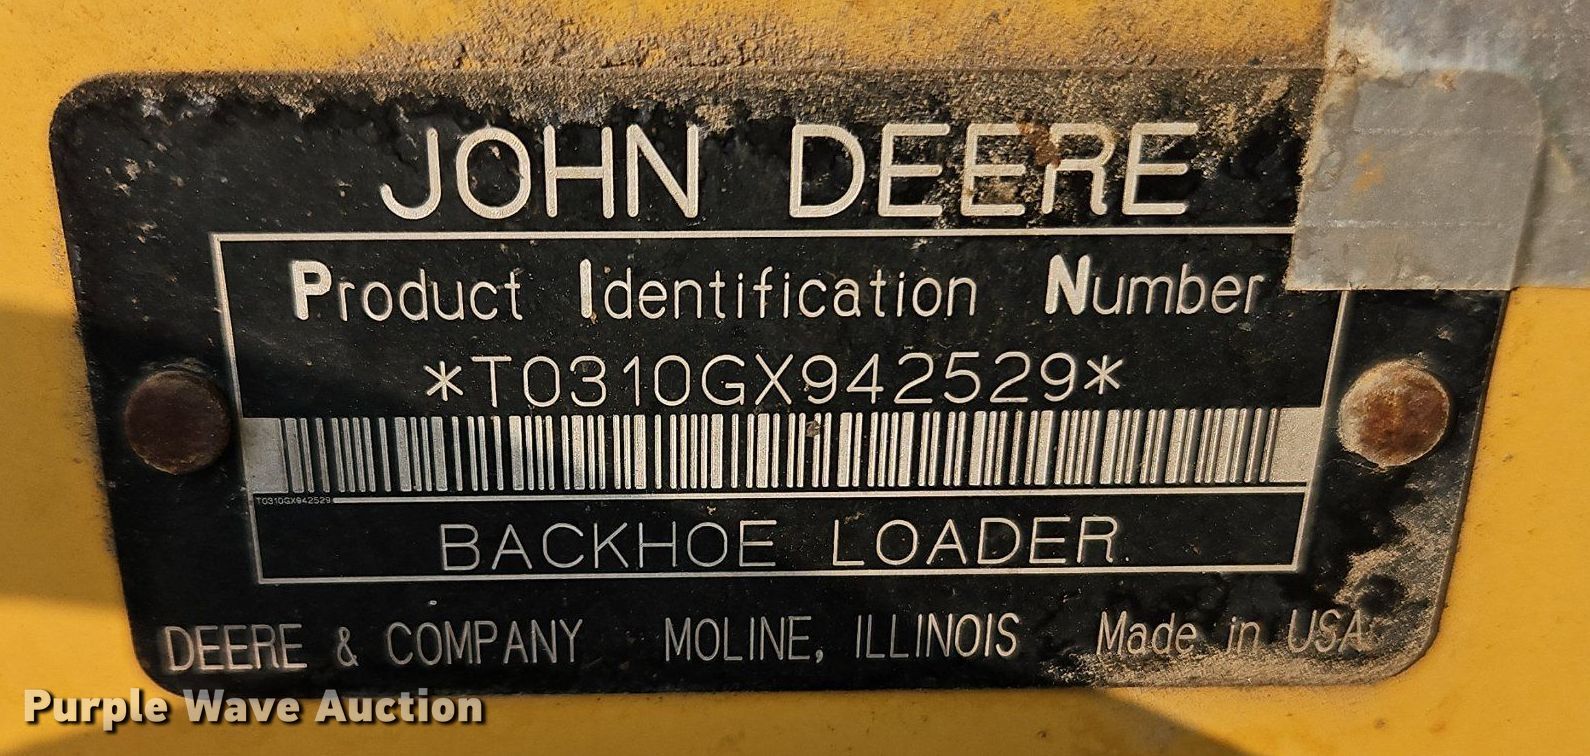 JOHN DEERE
Product Identification Number
*T0310GX942529*
T0310GX942529
BACKHOE LOADER
DEERE & COMPANY MOLINE, ILLINOIS Made in USA
Purple Wave Auction